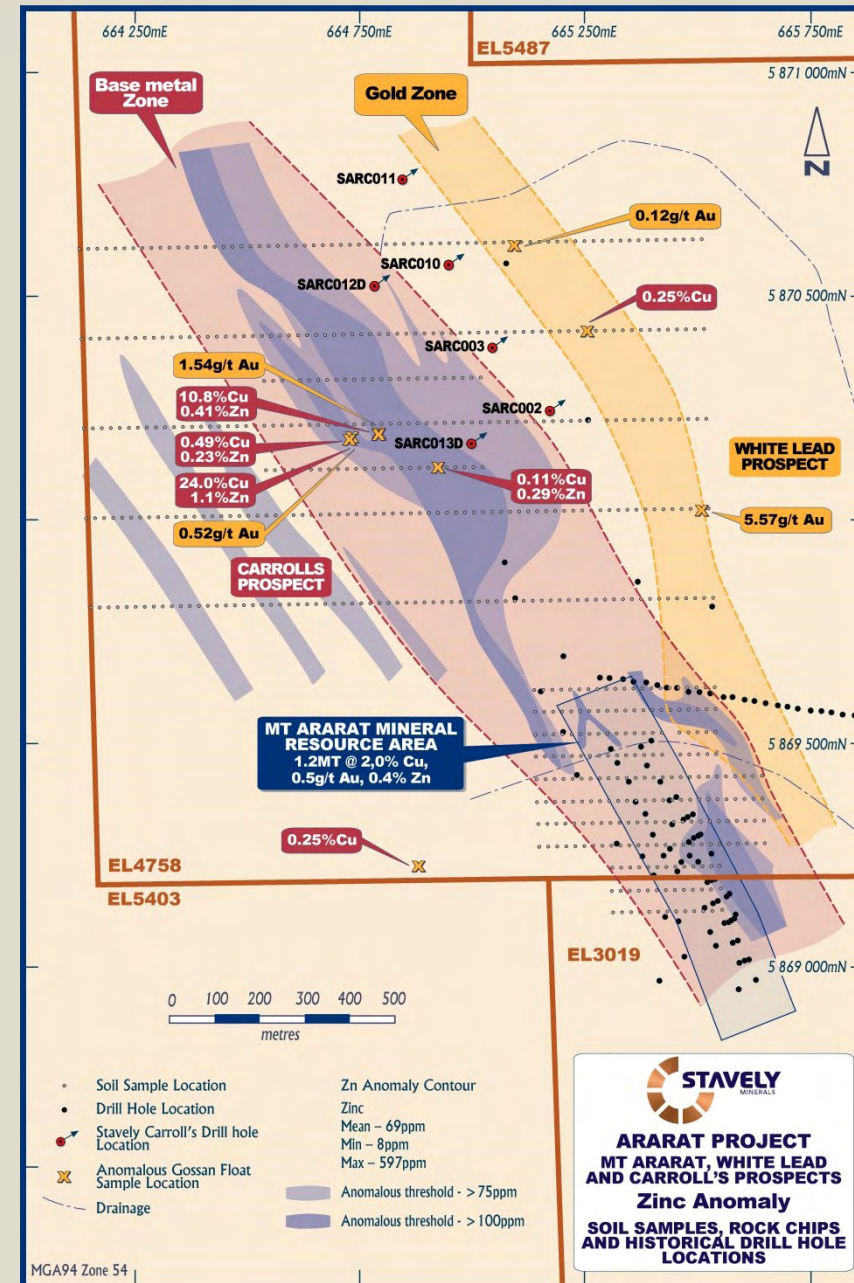 664 250mE
664 750mE
665 250mE
665 750mE
EL5487
5 871 000mN
Base metal
Zone
Gold Zone
N
SARC011
0.12g/t Au
SARC010
SARC012D
0.25%Cu
5 870 500mN
SARC003
1.54g/t Au
10.8%Cu
0.41%Zn
SARC002
0.49%Cu
0.23%Zn
SARC013D
WHITE LEAD
PROSPECT
24.0%Cu
1.1%Zn
0.11%Cu
0.29%Zn
0.52g/t Au
5.57g/t Au
CARROLLS
PROSPECT
MT ARARAT MINERAL
RESOURCE AREA
1.2MT @ 2,0% Cu,
0.5g/t Au, 0.4% Zn
5 869 500mN
0.25%Cu
EL4758
EL5403
EL3019
5 869 000mN
0 100 200 300 400 500
metres
Soil Sample Location
Drill Hole Location
Stavely Carroll's Drill hole
Location
Anomalous Gossan Float
Sample Location
Drainage
Zn Anomaly Contour
Zinc
Mean – 69ppm
Min – 8ppm
Max – 597ppm
Anomalous threshold - >75ppm
Anomalous threshold - >100ppm
STAVELY
MINERALS
ARARAT PROJECT
MT ARARAT, WHITE LEAD
AND CARROLL'S PROSPECTS
Zinc Anomaly
SOIL SAMPLES, ROCK CHIPS
AND HISTORICAL DRILL HOLE
LOCATIONS
MGA94 Zone 54